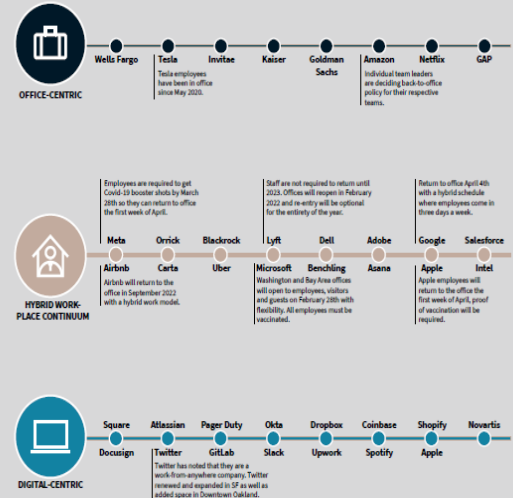 Wells Fargo Tesla Invitae Kaiser Goldman Sachs Amazon Netflix GAP
Tesla employees
have been in office
since May 2020.
Individual team leaders
are deciding back-to-office
policy for their respective
teams.
OFFICE-CENTRIC
Employees are required to get
Covid-19 booster shots by March
28th so they can return to office
the first week of April.
Staff are not required to return until
2023. Offices will reopen in February
2022 and re-entry will be optional
for the entirety of the year.
Return to office April 4th
with a hybrid schedule
where employees come in
three days a week.
Meta Orrick Blackrock Lyft Dell Adobe Google Salesforce
Airbnb Carta Uber Microsoft Benchling Asana Apple Intel
Airbnb will return to the
office in September 2022
with a hybrid work model.
Washington and Bay Area offices
will open to employees, visitors
and guests on February 28th with
flexibility. All employees must be
vaccinated.
Apple employees will
return to the office the
first week of April, proof
of vaccination will be
required.
HYBRID WORK-
PLACE CONTINUUM
Square Atlassian Pager Duty Okta Dropbox Coinbase Shopify Novartis
Docusign Twitter GitLab Slack Upwork Spotify Apple
Twitter has noted that they are a
work-from-anywhere company. Twitter
renewed and expanded in SF as well as
added space in Downtown Oakland.
DIGITAL-CENTRIC